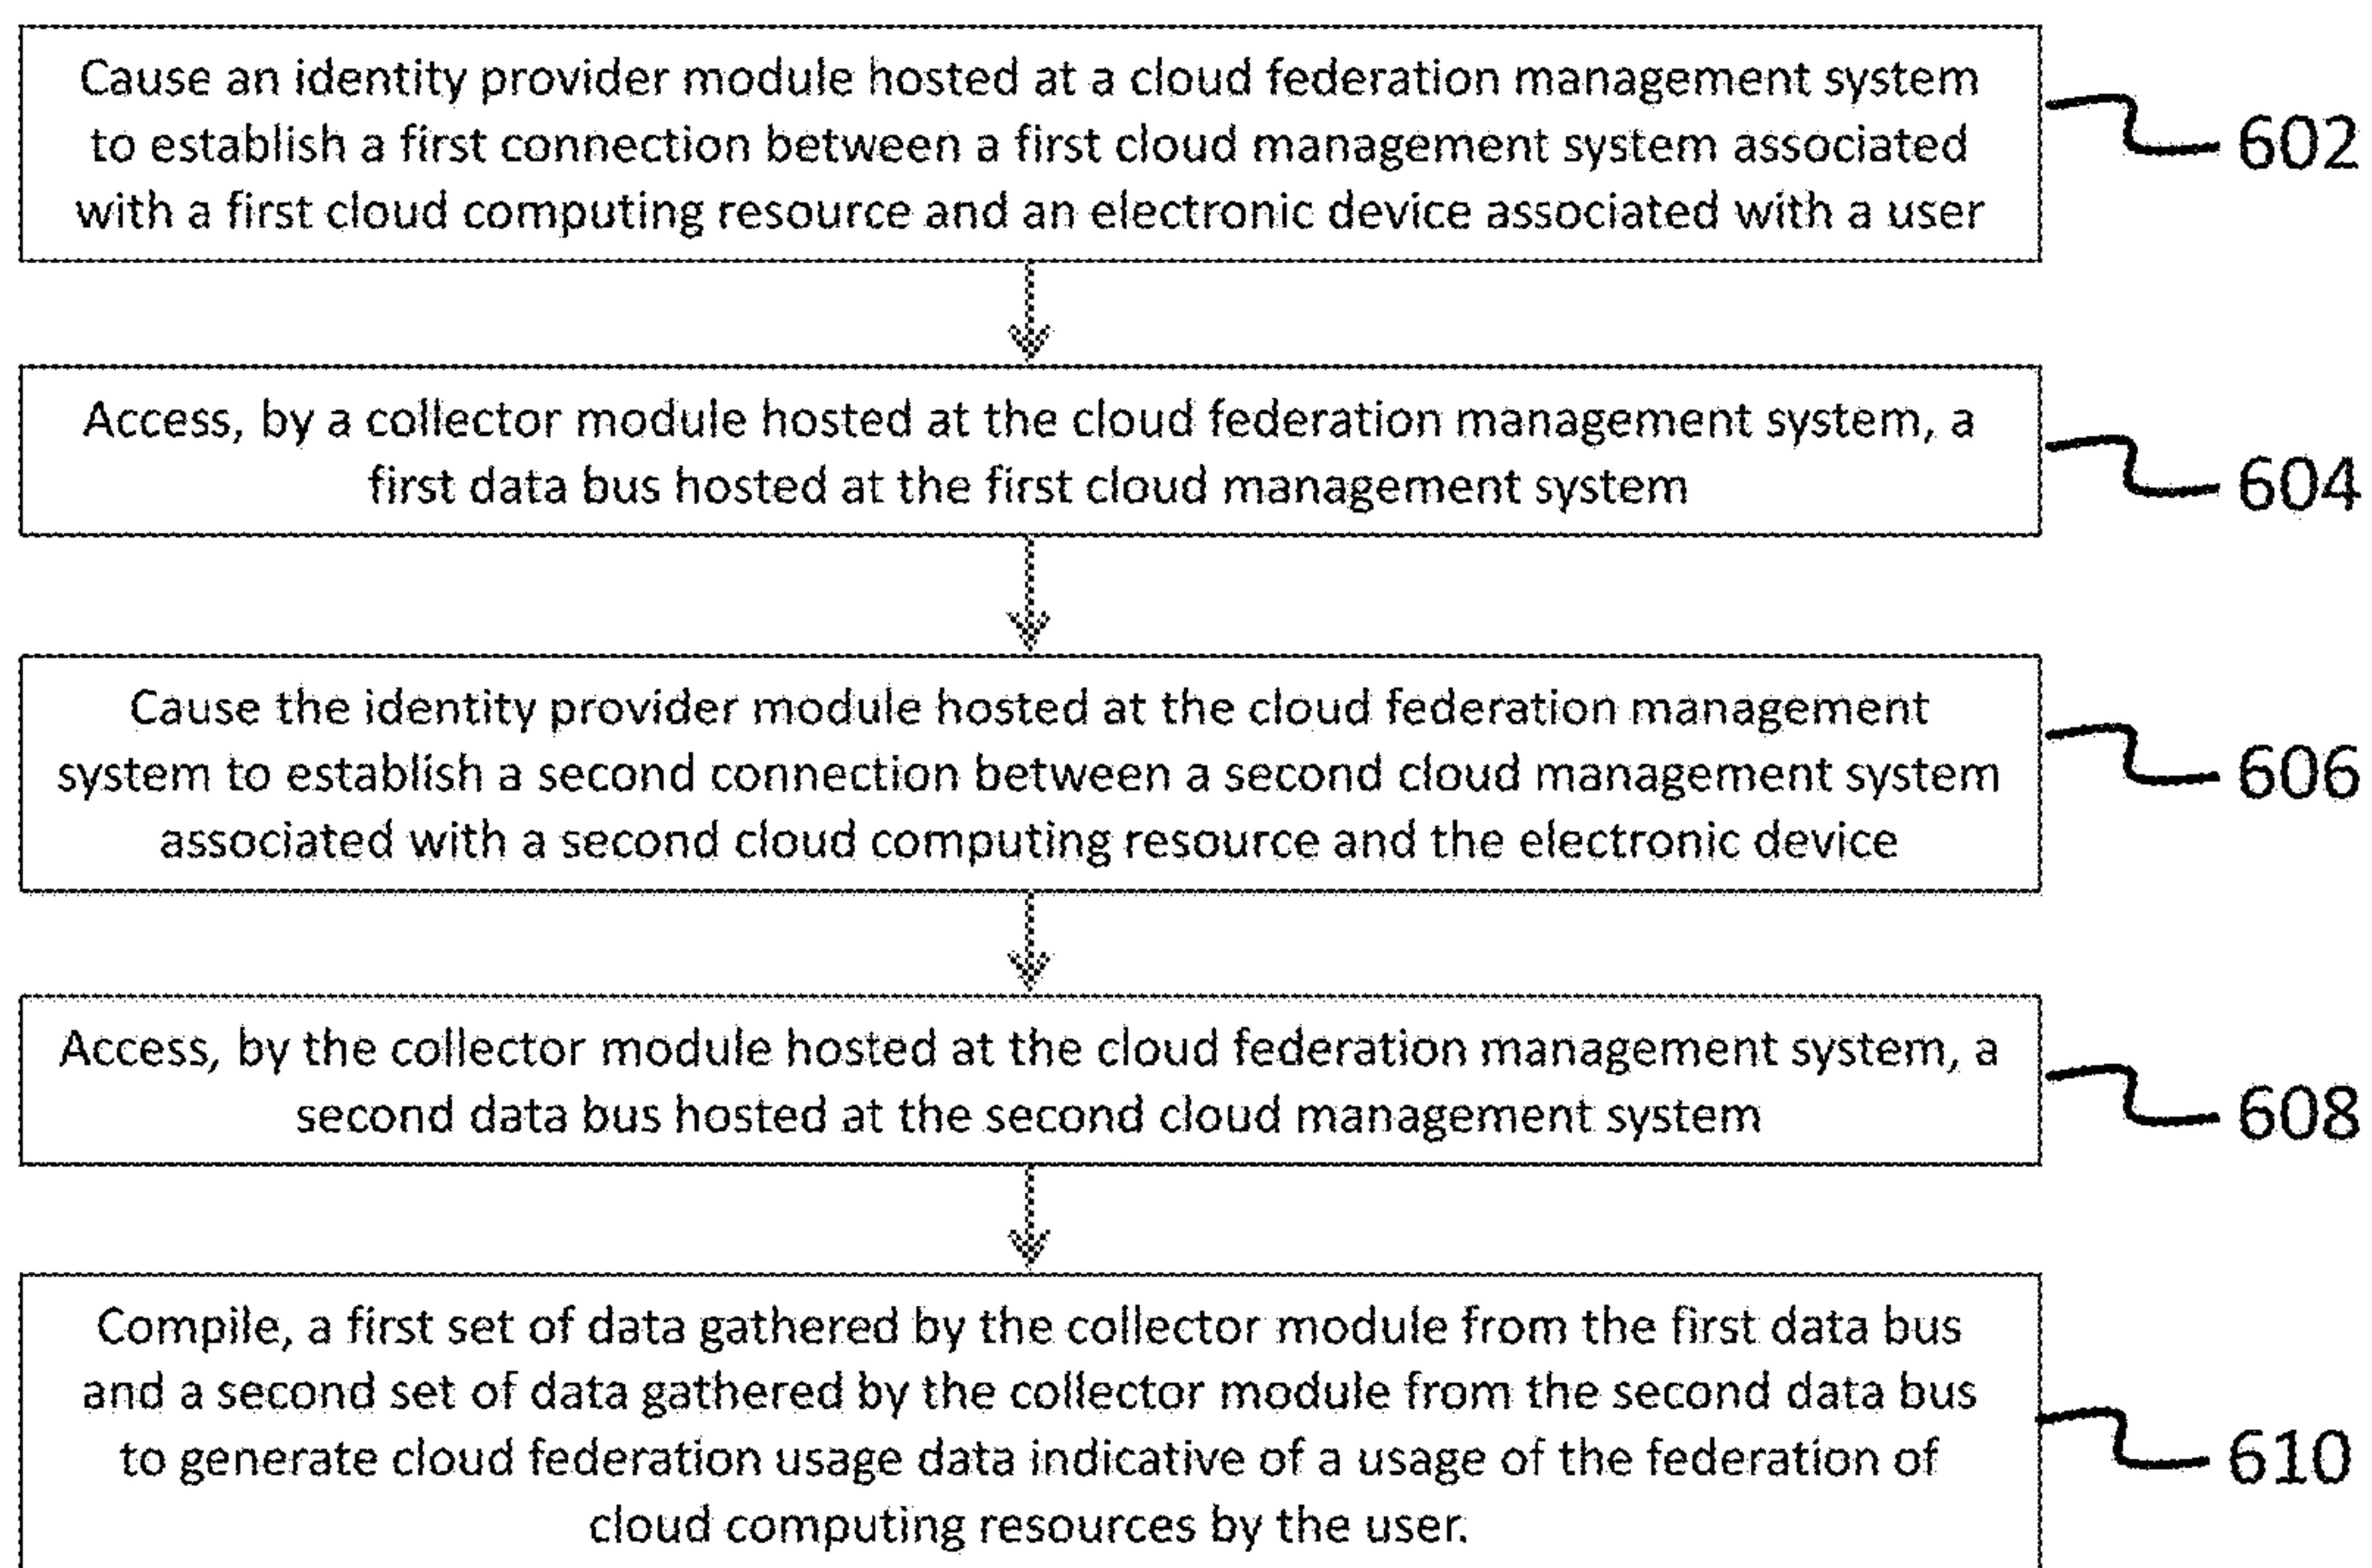 Cause an identity provider module hosted at a cloud federation management system
to establish a first connection between a first cloud management system associated
with a first cloud computing resource and an electronic device associated with a user
602
Access, by a collector module hosted at the cloud federation management system, a
first data bus hosted at the first cloud management system
604
Cause the identity provider module hosted at the cloud federation management
system to establish a second connection between a second cloud management system
associated with a second cloud computing resource and the electronic device
606
Access, by the collector module hosted at the cloud federation management system, a
second data bus hosted at the second cloud management system
608
Compile, a first set of data gathered by the collector module from the first data bus
and a second set of data gathered by the collector module from the second data bus
to generate cloud federation usage data indicative of a usage of the federation of
cloud computing resources by the user.
610